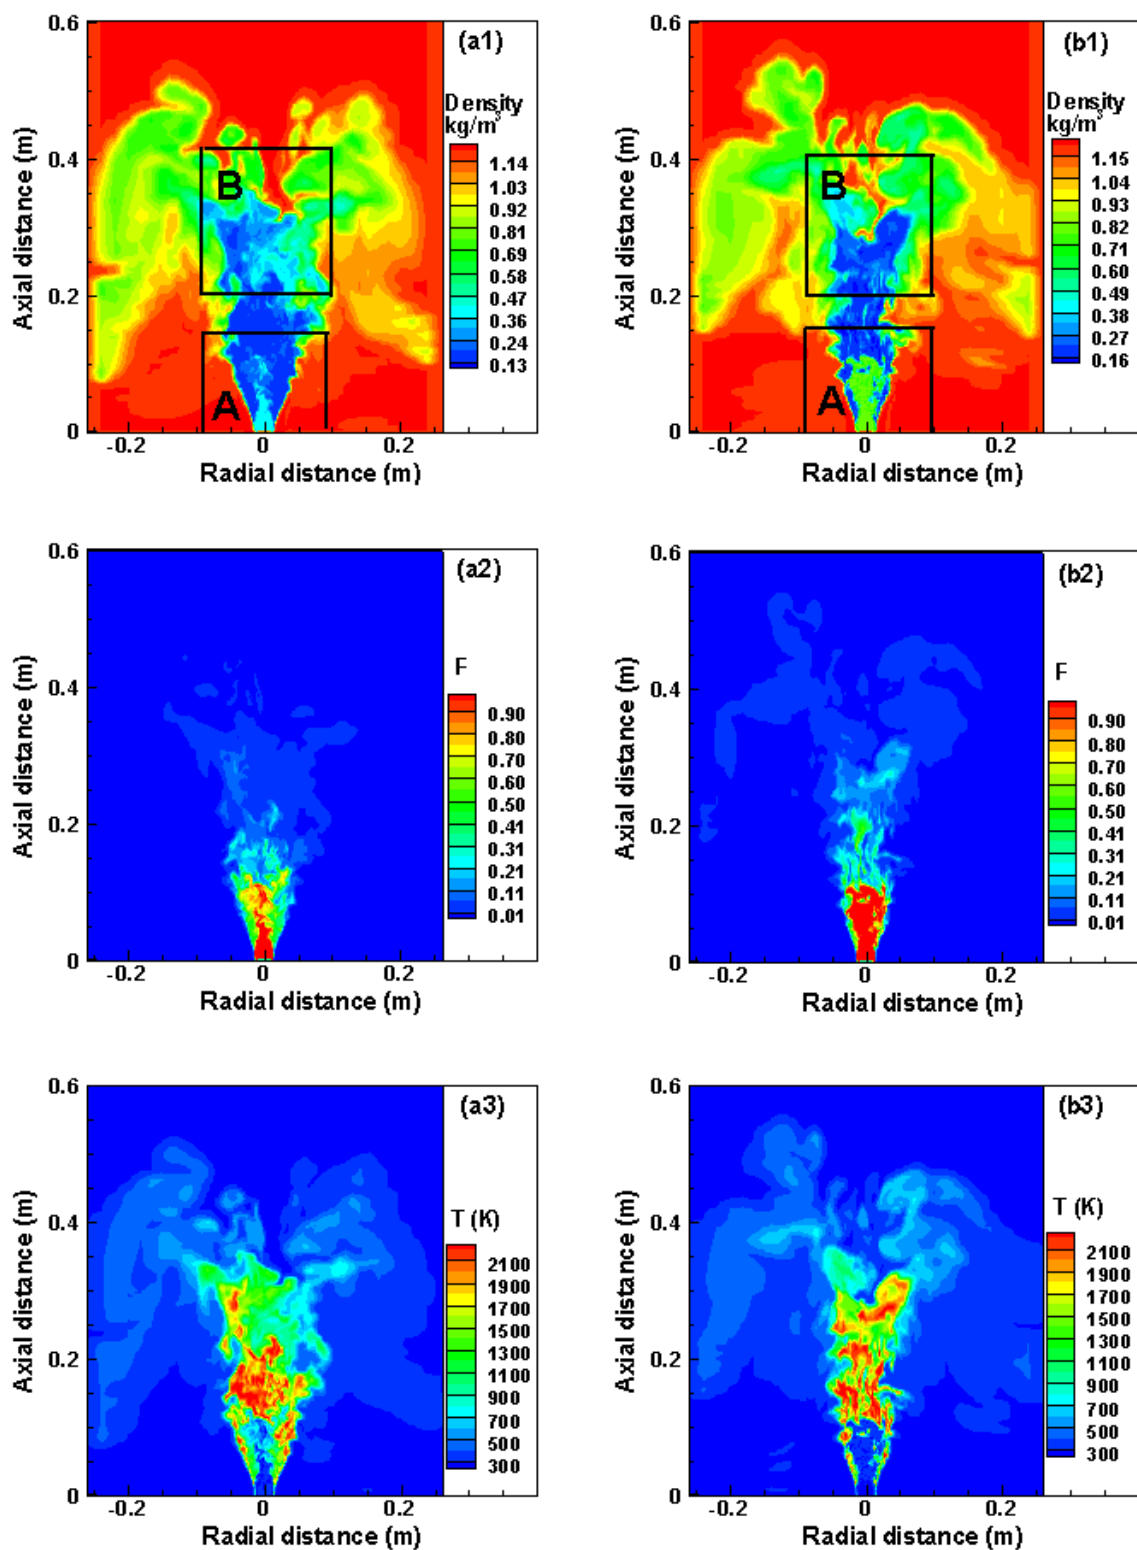 (a1)
0.6
0.4
0.2
0
Axial distance (m)
-0.2 0 0.2
Radial distance (m)
B
A
Density
kg/m³
1.14
1.03
0.92
0.81
0.69
0.58
0.47
0.36
0.24
0.13
(b1)
0.6
0.4
0.2
0
Axial distance (m)
-0.2 0 0.2
Radial distance (m)
B
A
Density
kg/m³
1.15
1.04
0.93
0.82
0.71
0.60
0.49
0.38
0.27
0.16
(a2)
0.6
0.4
0.2
0
Axial distance (m)
-0.2 0 0.2
Radial distance (m)
F
0.90
0.80
0.70
0.60
0.50
0.41
0.31
0.21
0.11
0.01
(b2)
0.6
0.4
0.2
0
Axial distance (m)
-0.2 0 0.2
Radial distance (m)
F
0.90
0.80
0.70
0.60
0.50
0.41
0.31
0.21
0.11
0.01
(a3)
0.6
0.4
0.2
0
Axial distance (m)
-0.2 0 0.2
Radial distance (m)
T (K)
2100
1900
1700
1500
1300
1100
900
700
500
300
(b3)
0.6
0.4
0.2
0
Axial distance (m)
-0.2 0 0.2
Radial distance (m)
T (K)
2100
1900
1700
1500
1300
1100
900
700
500
300